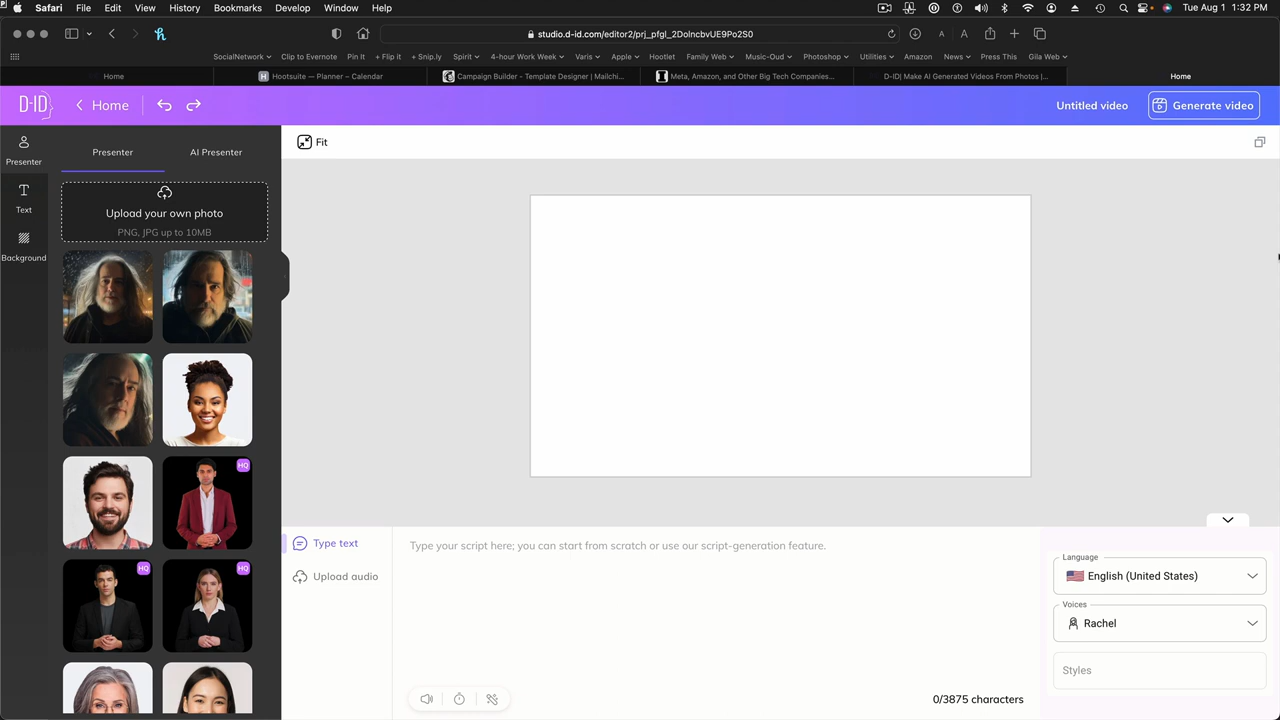 Safari File Edit View History Bookmarks Develop Window Help Tue Aug 1 1:32 PM
studio.d-id.com/editor2/prj_pfgl_2DolncbvUE9Po2S0
SocialNetwork Clip to Evernote Pin It + Flip it + Snip.ly Spirit 4-hour Work Week Varis Apple Hootlet Family Web Music-Oud Photoshop Utilities Amazon News Press This Gila Web
Home Hootsuite – Planner – Calendar Campaign Builder - Template Designer | Mailchi... Meta, Amazon, and Other Big Tech Companies... D-ID| Make AI Generated Videos From Photos |... Home
D-ID Home Untitled video Generate video
Presenter
Text
Background
Presenter AI Presenter
Upload your own photo
PNG, JPG up to 10MB
HQ
HQ HQ
Fit
Type text
Upload audio
Type your script here; you can start from scratch or use our script-generation feature.
0/3875 characters
Language
English (United States)
Voices
Rachel
Styles